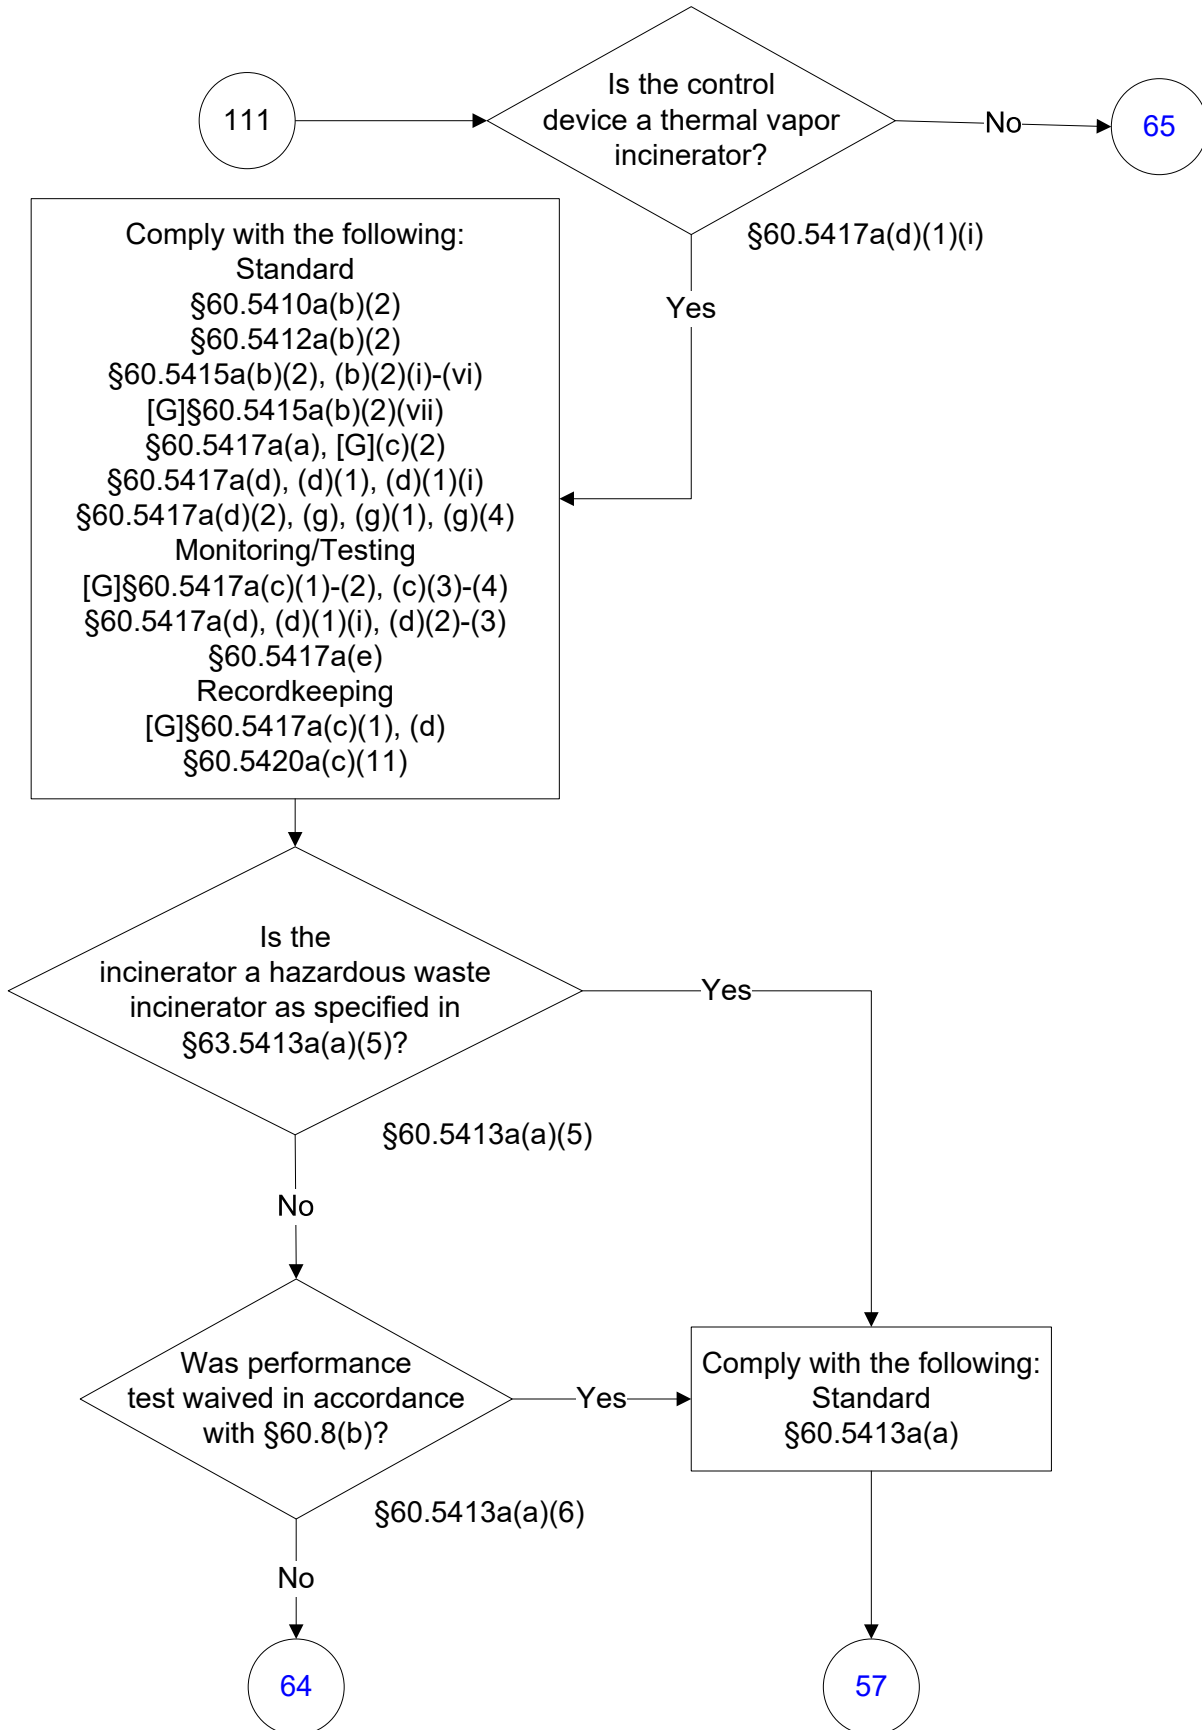 111
Is the control
device a thermal vapor
incinerator?
No
65
§60.5417a(d)(1)(i)
Yes
Comply with the following:
Standard
§60.5410a(b)(2)
§60.5412a(b)(2)
§60.5415a(b)(2), (b)(2)(i)-(vi)
[G]§60.5415a(b)(2)(vii)
§60.5417a(a), [G](c)(2)
§60.5417a(d), (d)(1), (d)(1)(i)
§60.5417a(d)(2), (g), (g)(1), (g)(4)
Monitoring/Testing
[G]§60.5417a(c)(1)-(2), (c)(3)-(4)
§60.5417a(d), (d)(1)(i), (d)(2)-(3)
§60.5417a(e)
Recordkeeping
[G]§60.5417a(c)(1), (d)
§60.5420a(c)(11)
Is the
incinerator a hazardous waste
incinerator as specified in
§63.5413a(a)(5)?
Yes
§60.5413a(a)(5)
No
Was performance
test waived in accordance
with §60.8(b)?
Yes
§60.5413a(a)(6)
Comply with the following:
Standard
§60.5413a(a)
No
64
57